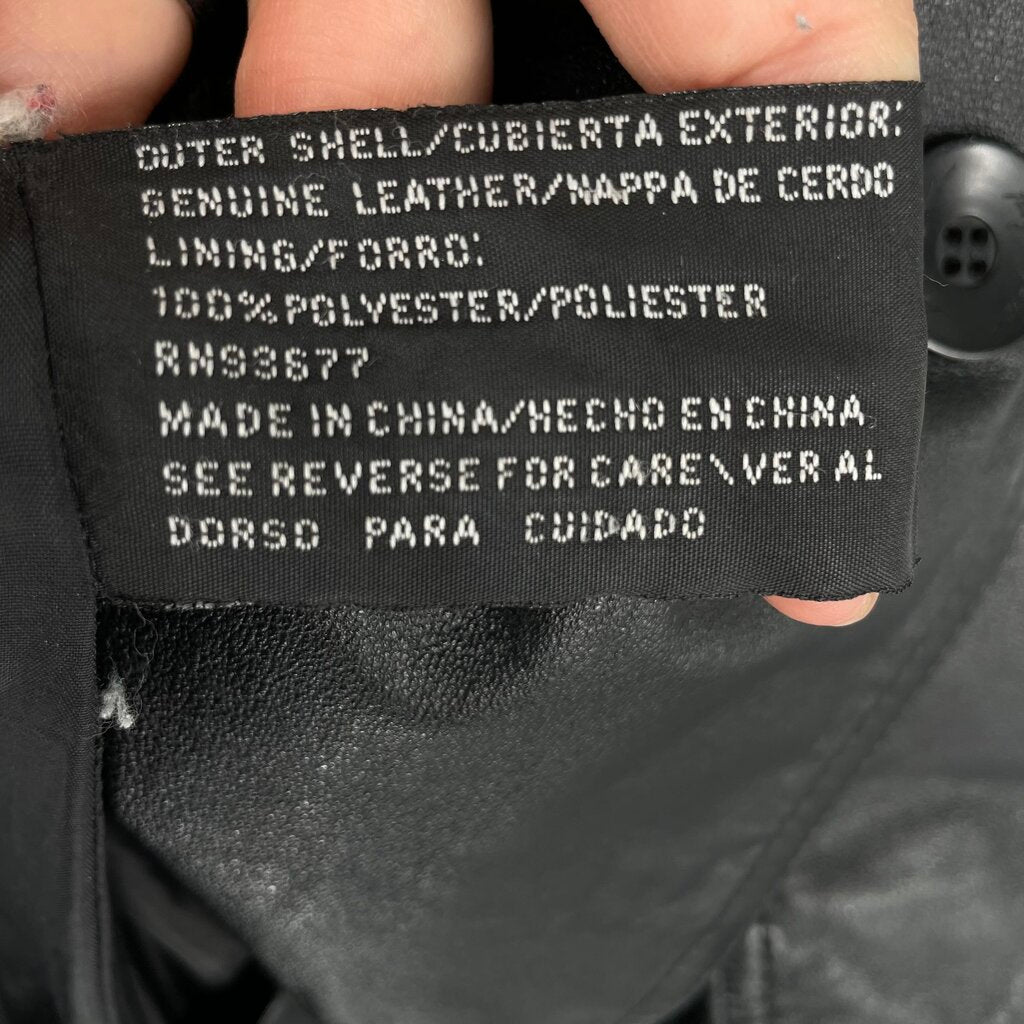 OUTER SHELL/CUBIERTA EXTERIOR:
GENUINE LEATHER/NAPPA DE CERDO
LINING/FORRO:
100%POLYESTER/POLIESTER
RN93677
MADE IN CHINA/HECHO EN CHINA
SEE REVERSE FOR CARE\VER AL
DORSO PARA CUIDADO